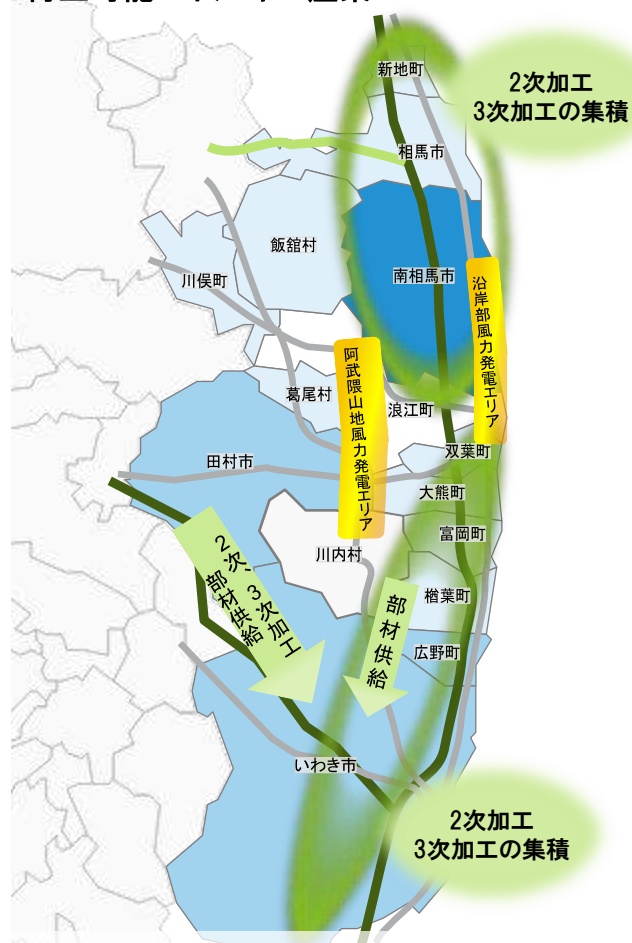 2次加工
3次加工の集積
新地町
相馬市
飯舘村
川俣町
南相馬市
沿岸部風力発電エリア
阿武隈山地風力発電エリア
葛尾村
浪江町
双葉町
田村市
大熊町
富岡町
川内村
2次、3次加工
部材供給
楢葉町
部材供給
広野町
いわき市
2次加工
3次加工の集積